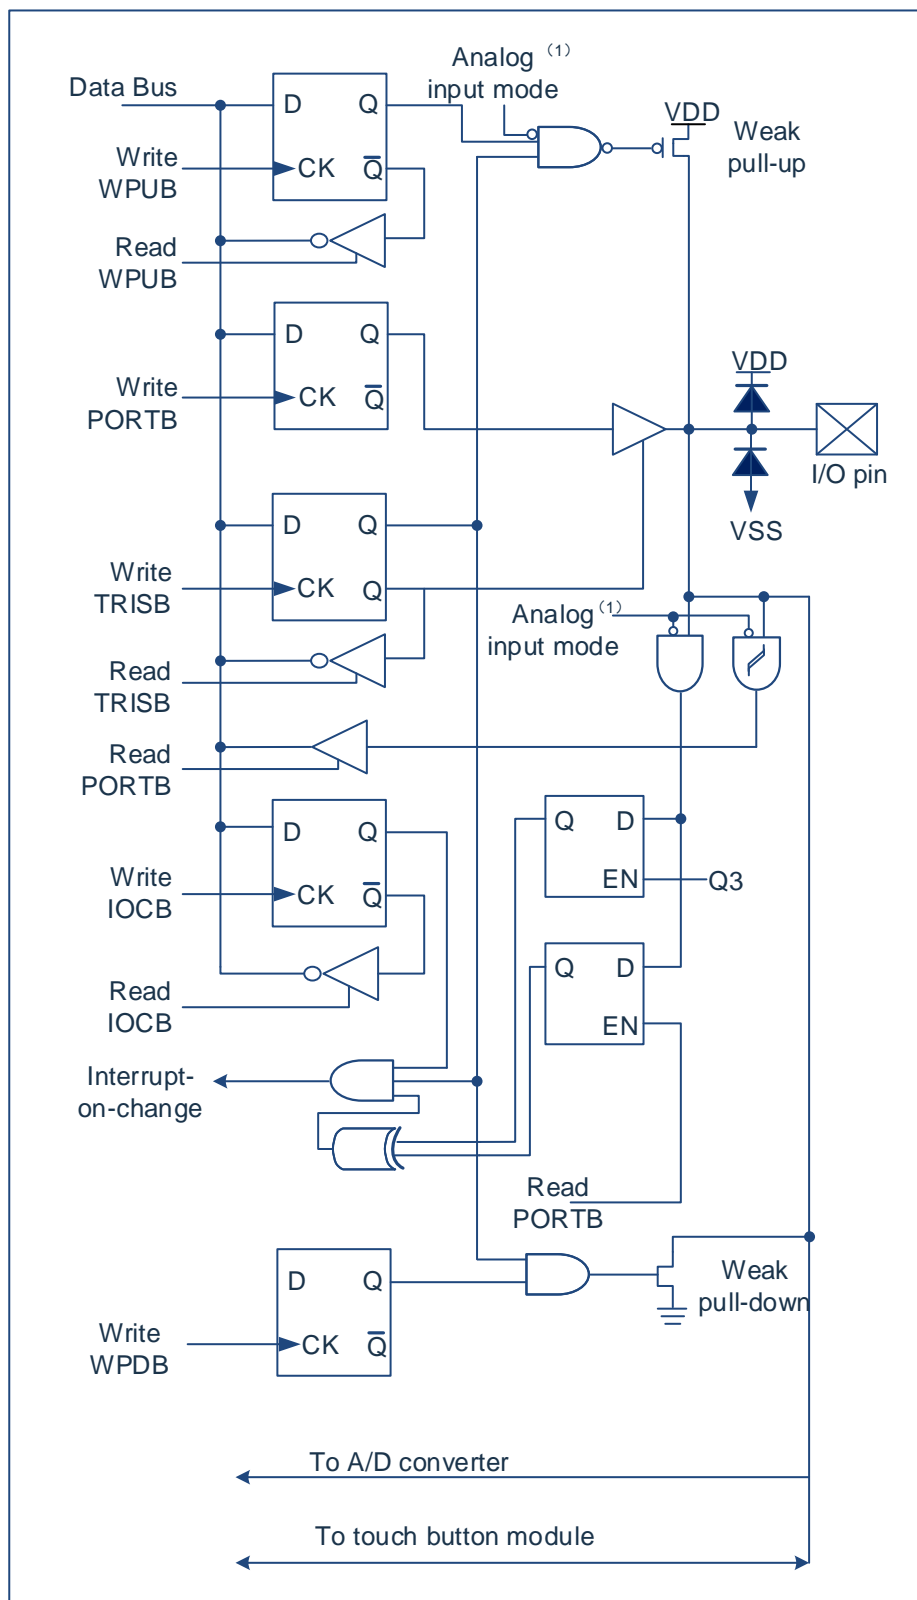 Analog (1)
input mode
Data Bus
D
Q
VDD
Weak
pull-up
Write
WPUB
CK
Q
Read
WPUB
D
Q
VDD
Write
PORTB
CK
Q
I/O pin
VSS
D
Q
Write
TRISB
CK
Q
Analog (1)
input mode
Read
TRISB
Read
PORTB
D
Q
Q
D
Write
IOCB
CK
Q
EN
Q3
Q
D
Read
IOCB
EN
Interrupt-
on-change
Read
PORTB
D
Q
Weak
pull-down
Write
WPDB
CK
Q
To A/D converter
To touch button module